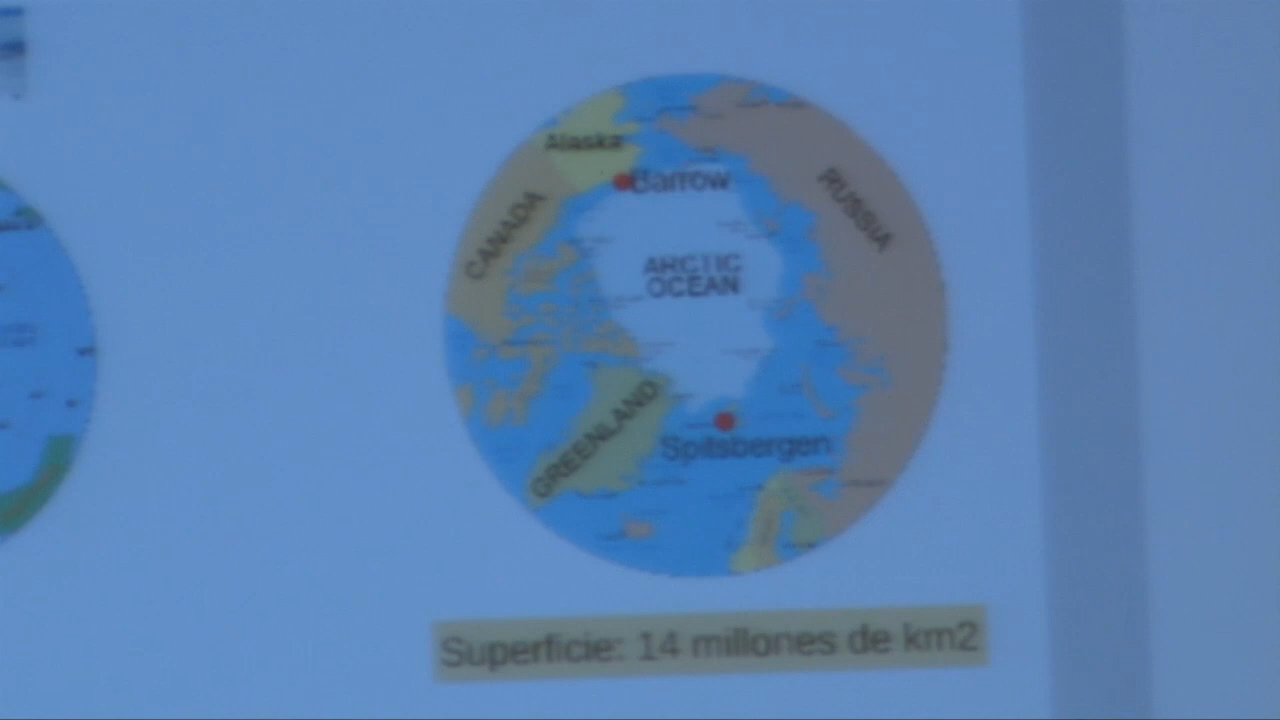 Alaska
Barrow
CANADA
RUSSIA
ARCTIC
OCEAN
GREENLAND
Spitsbergen
Superficie: 14 millones de km2